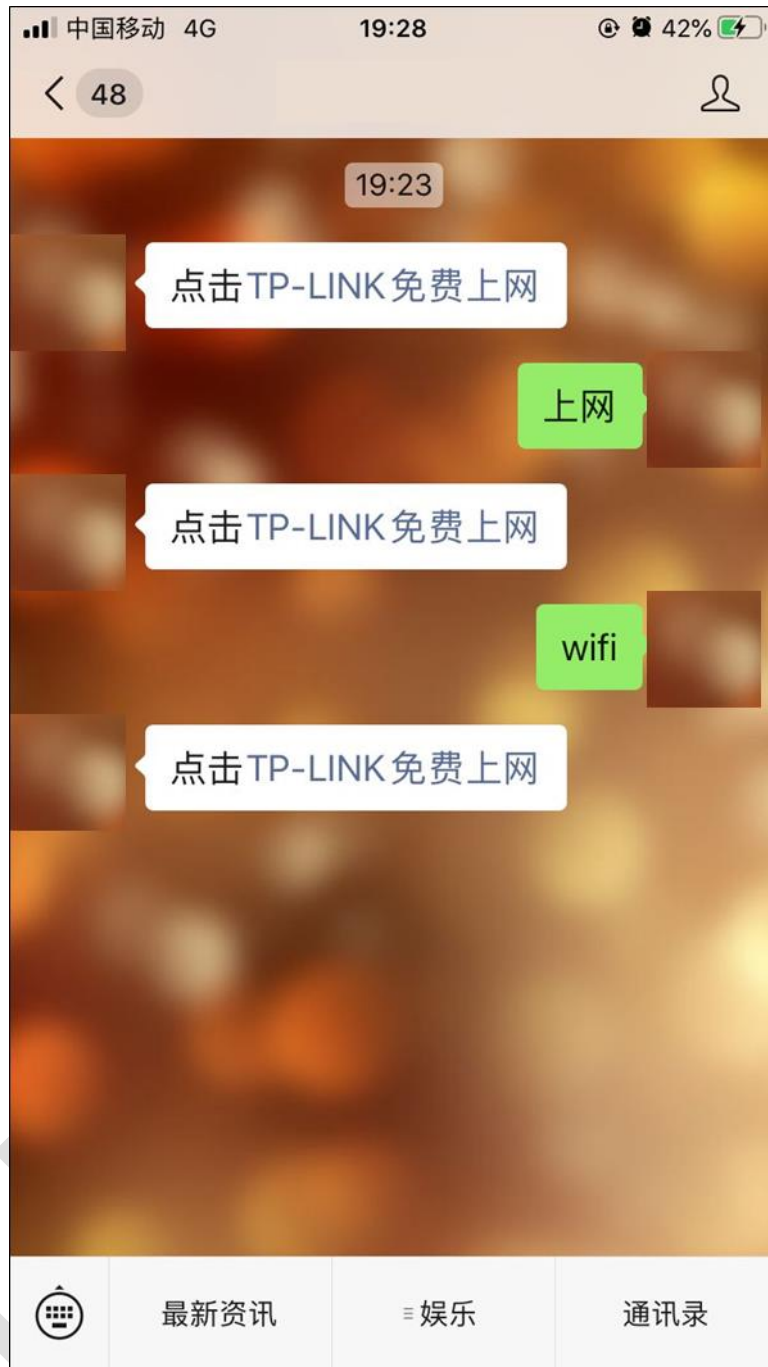 中国移动 4G 19:28 42%
48
19:23
点击TP-LINK免费上网
上网
点击TP-LINK免费上网
wifi
点击TP-LINK免费上网
最新资讯 娱乐 通讯录